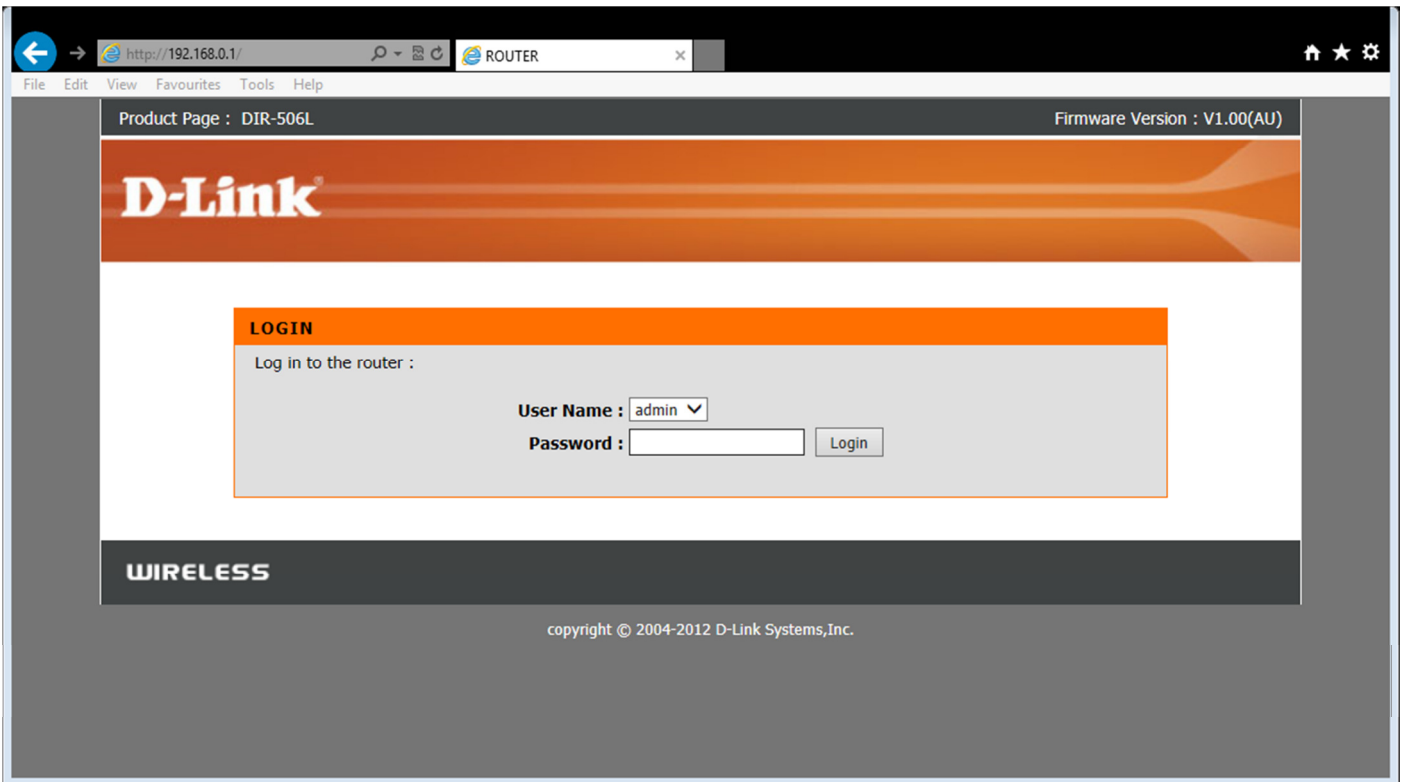 http://192.168.0.1/ ROUTER
File Edit View Favourites Tools Help
Product Page : DIR-506L Firmware Version : V1.00(AU)
D-Link®
LOGIN
Log in to the router :
User Name : admin
Password : Login
WIRELESS
copyright © 2004-2012 D-Link Systems,Inc.